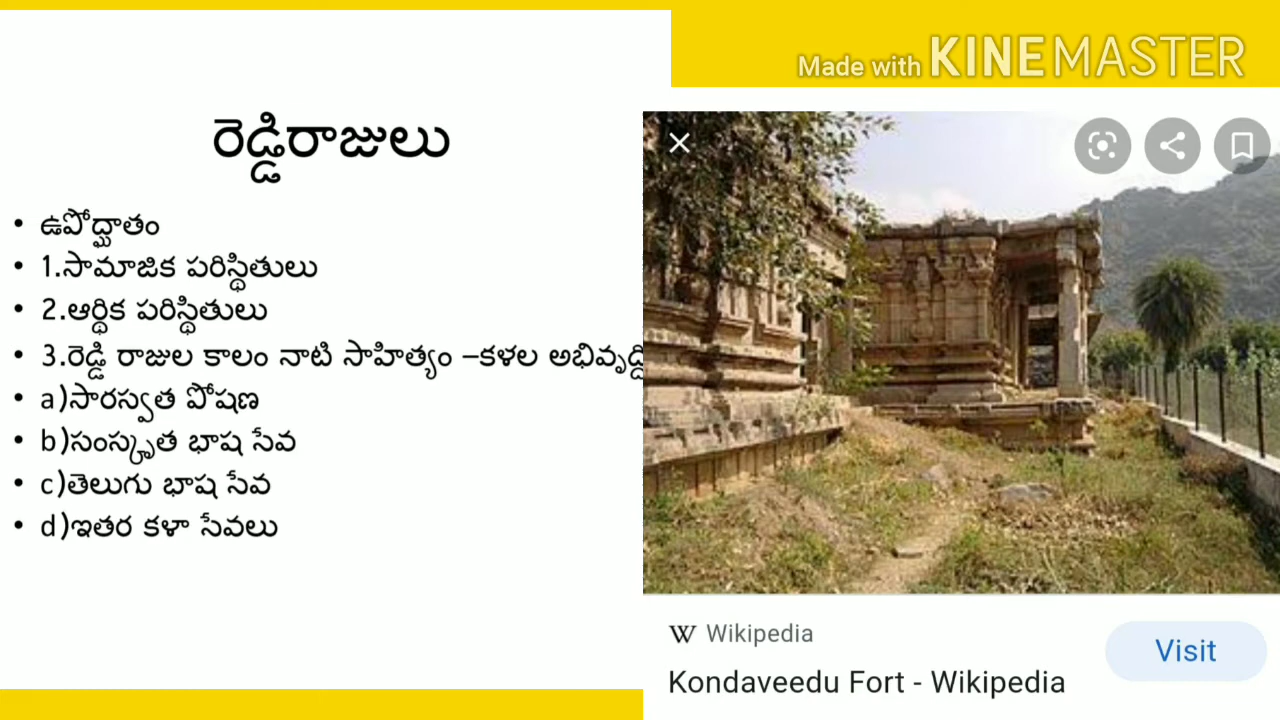 Made with KINEMASTER
రెడ్డిరాజులు
• ఉపోద్ఘాతం
• 1.సామాజిక పరిస్థితులు
• 2.ఆర్థిక పరిస్థితులు
• 3.రెడ్డి రాజుల కాలం నాటి సాహిత్యం –కళల అభివృద్ధి
• a)సారస్వత పోషణ
• b)సంస్కృత భాష సేవ
• c)తెలుగు భాష సేవ
• d)ఇతర కళా సేవలు
W Wikipedia
Visit
Kondaveedu Fort - Wikipedia